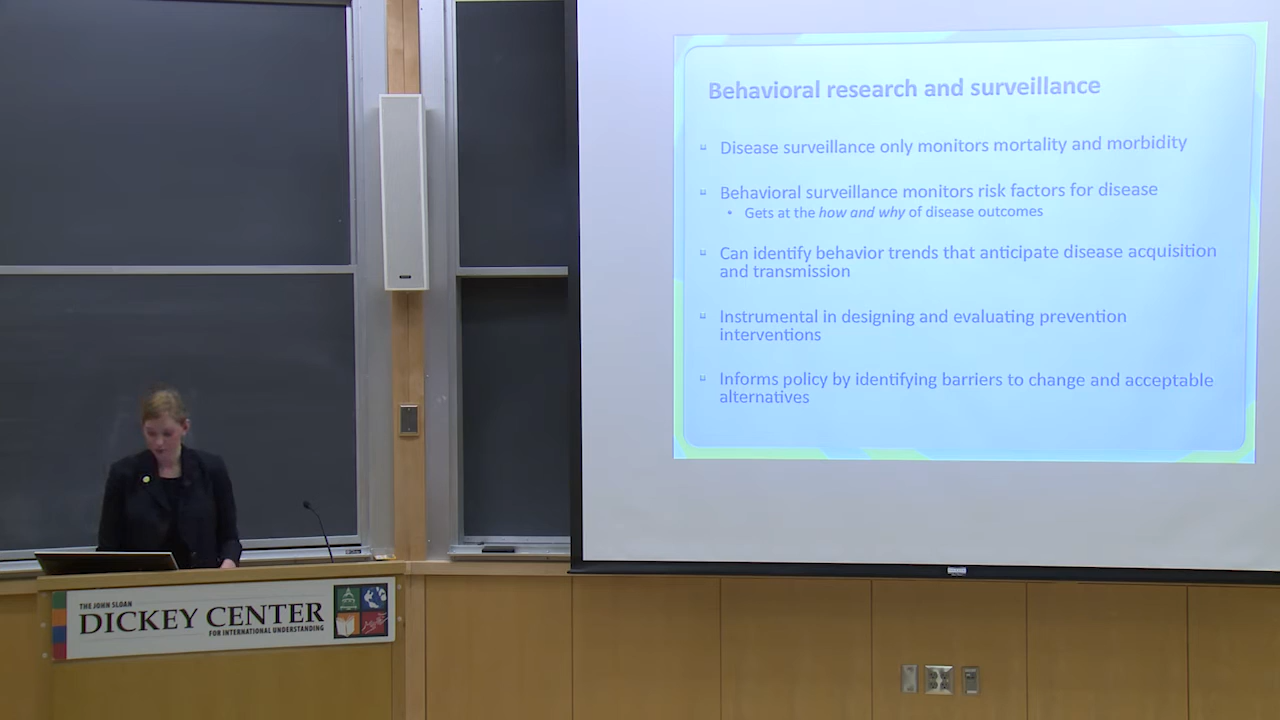 Behavioral research and surveillance
Disease surveillance only monitors mortality and morbidity
Behavioral surveillance monitors risk factors for disease
• Gets at the how and why of disease outcomes
Can identify behavior trends that anticipate disease acquisition
and transmission
Instrumental in designing and evaluating prevention
interventions
Informs policy by identifying barriers to change and acceptable
alternatives
THE JOHN SLOAN
DICKEY CENTER
FOR INTERNATIONAL UNDERSTANDING